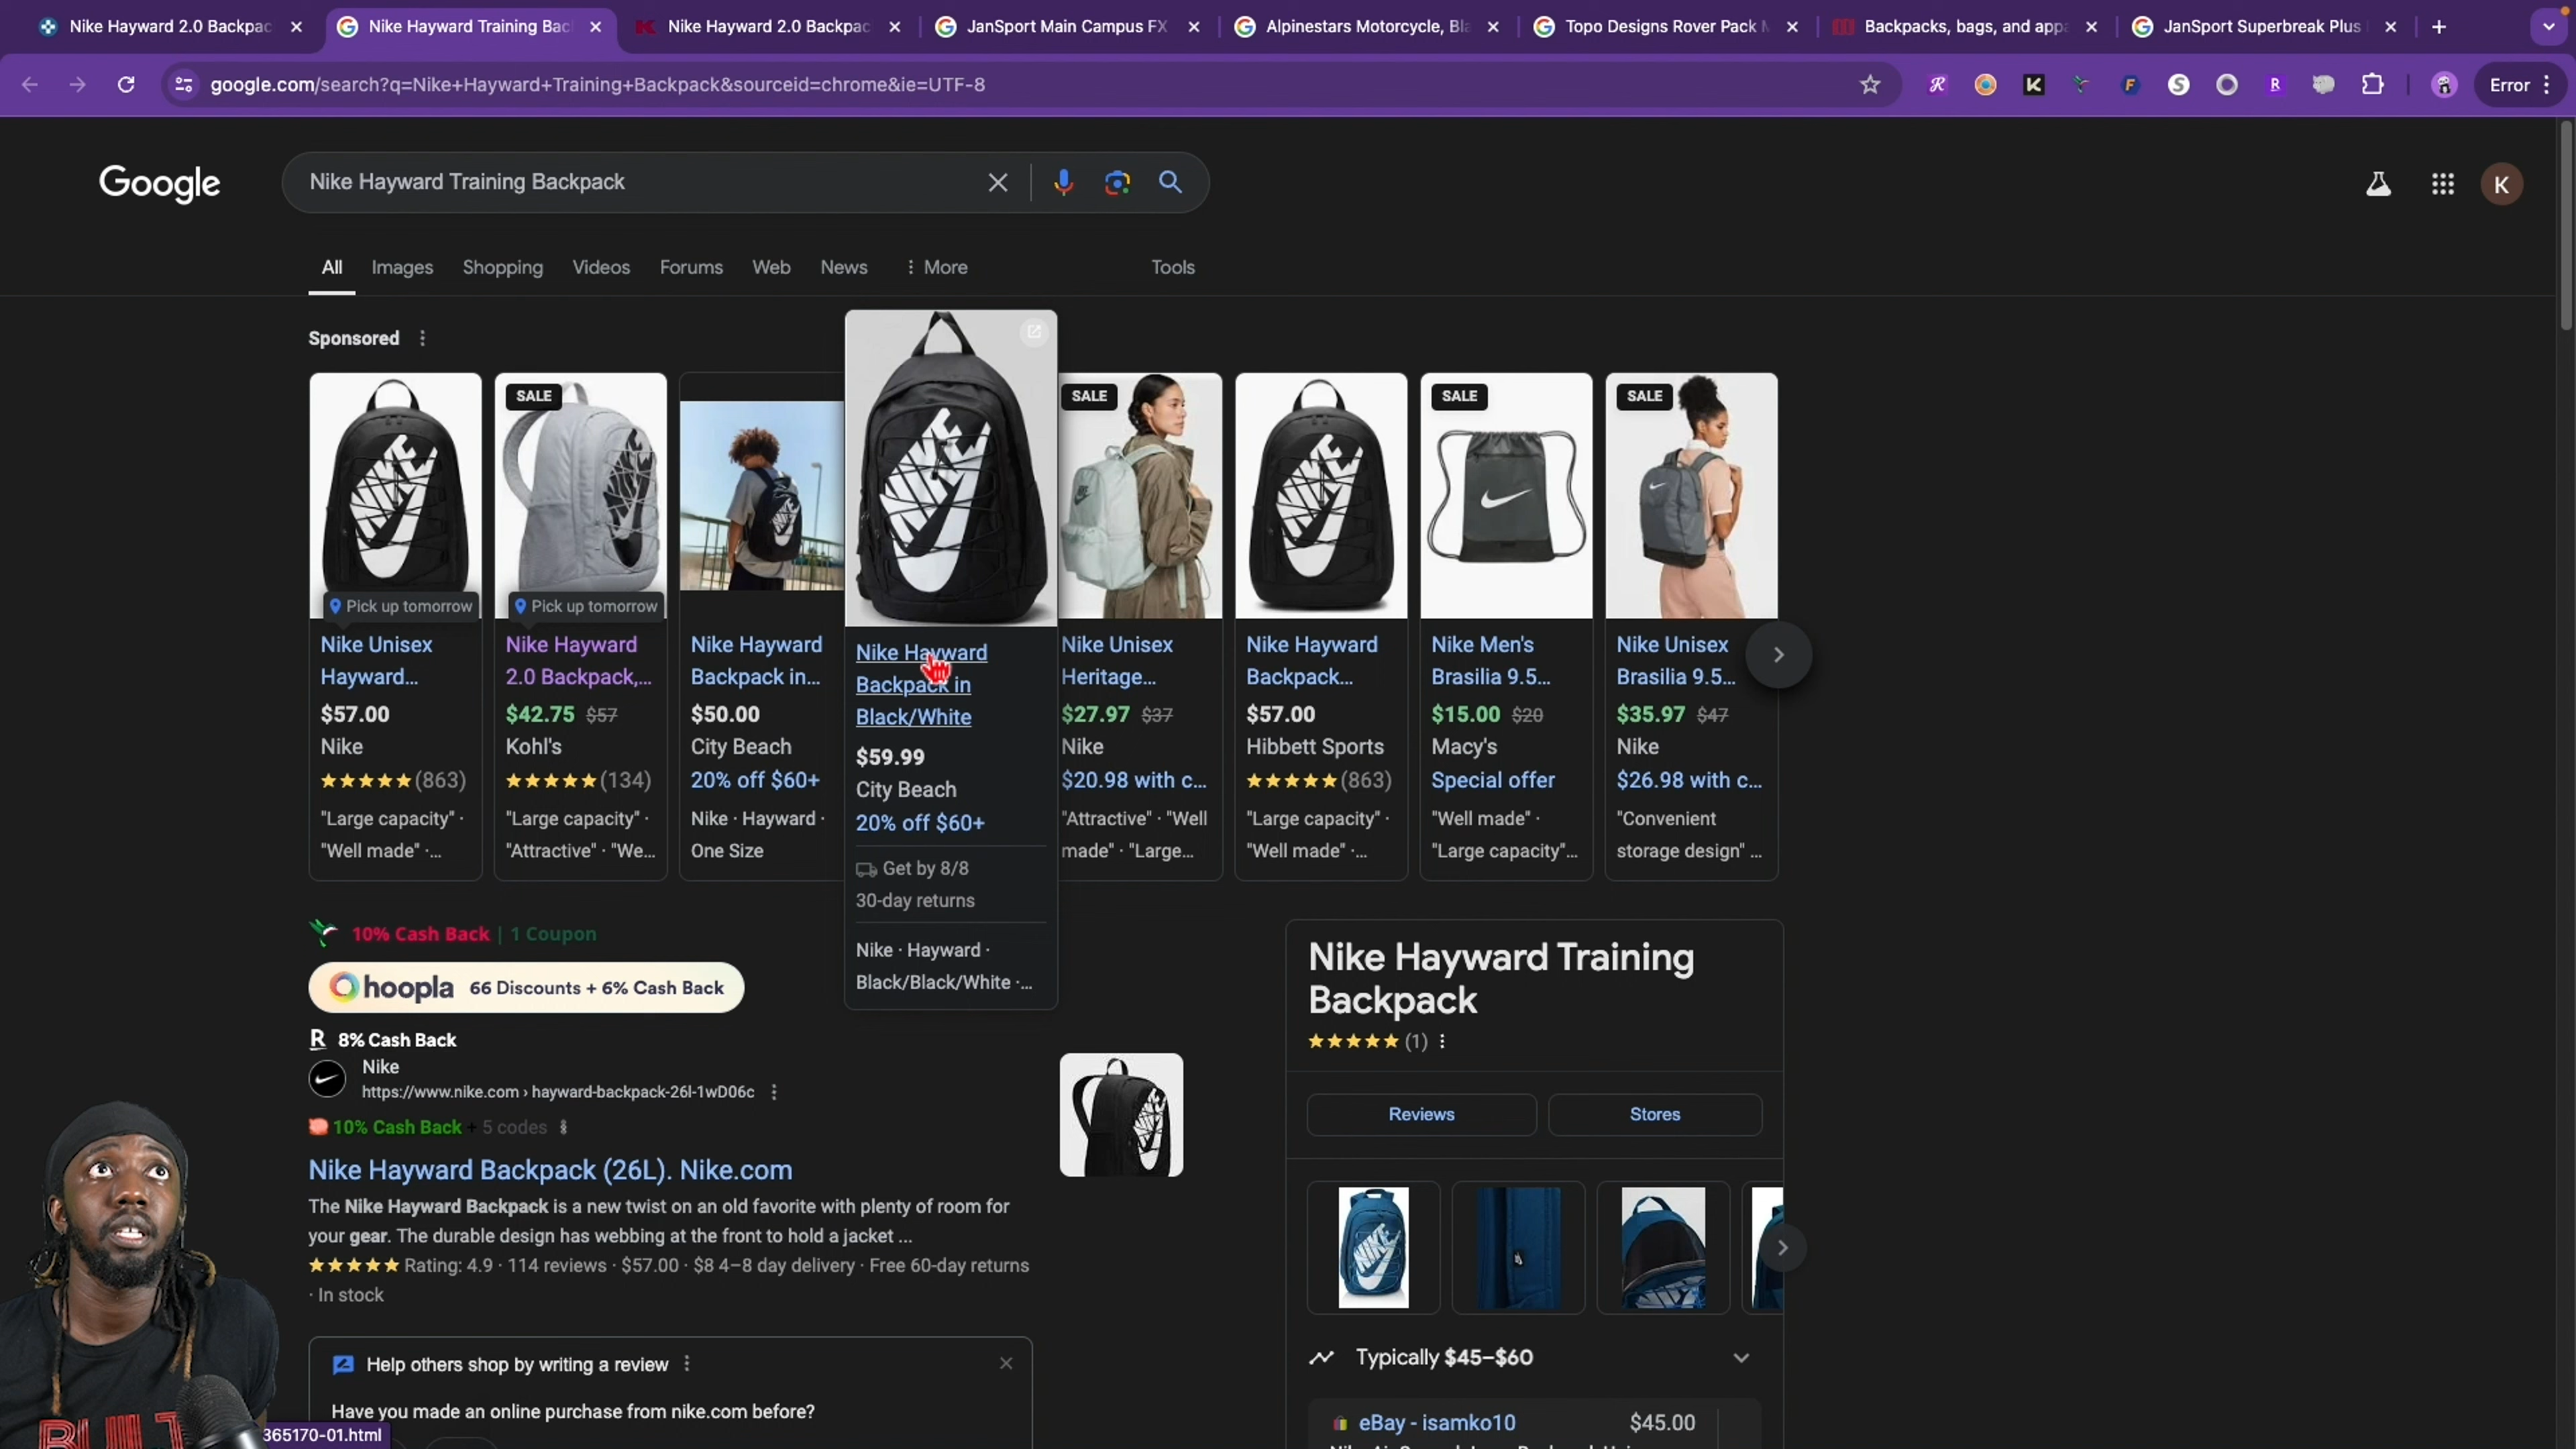 Nike Hayward 2.0 Backpac
Nike Hayward Training Bac
Nike Hayward 2.0 Backpac
JanSport Main Campus FX
Alpinestars Motorcycle, Bla
Topo Designs Rover Pack M
Backpacks, bags, and appa
JanSport Superbreak Plus
google.com/search?q=Nike+Hayward+Training+Backpack&sourceid=chrome&ie=UTF-8
Error
Google
Nike Hayward Training Backpack
K
All Images Shopping Videos Forums Web News More Tools
Sponsored
Pick up tomorrow
Nike Unisex
Hayward...
$57.00
Nike
(863)
"Large capacity" ·
"Well made" ·...
SALE
Pick up tomorrow
Nike Hayward
2.0 Backpack,...
$42.75 $57
Kohl's
(134)
"Large capacity" ·
"Attractive" · "We...
Nike Hayward
Backpack in...
$50.00
City Beach
20% off $60+
Nike · Hayward ·
One Size
NIKE
Nike Hayward
Backpack in
Black/White
$59.99
City Beach
20% off $60+
Get by 8/8
30-day returns
Nike · Hayward ·
Black/Black/White ·...
SALE
Nike Unisex
Heritage...
$27.97 $37
Nike
$20.98 with c...
"Attractive" · "Well
made" · "Large...
Nike Hayward
Backpack...
$57.00
Hibbett Sports
(863)
"Large capacity" ·
"Well made" ·...
SALE
Nike Men's
Brasilia 9.5...
$15.00 $20
Macy's
Special offer
"Well made" ·
"Large capacity"...
SALE
Nike Unisex
Brasilia 9.5...
$35.97 $47
Nike
$26.98 with c...
"Convenient
storage design" ...
10% Cash Back | 1 Coupon
hoopla 66 Discounts + 6% Cash Back
R 8% Cash Back
Nike
https://www.nike.com › hayward-backpack-26l-1wD06c
10% Cash Back + 5 codes
Nike Hayward Backpack (26L). Nike.com
The Nike Hayward Backpack is a new twist on an old favorite with plenty of room for
your gear. The durable design has webbing at the front to hold a jacket ...
Rating: 4.9 · 114 reviews · $57.00 · $8 4–8 day delivery · Free 60-day returns
· In stock
Help others shop by writing a review
Have you made an online purchase from nike.com before?
Nike Hayward Training
Backpack
(1)
Reviews
Stores
Typically $45–$60
eBay - isamko10 $45.00
365170-01.html